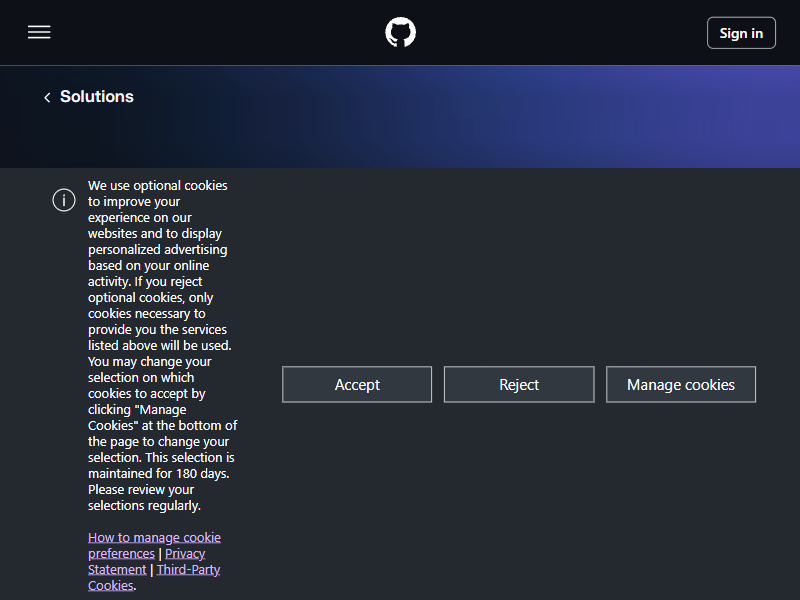 Sign in
Solutions
We use optional cookies
to improve your
experience on our
websites and to display
personalized advertising
based on your online
activity. If you reject
optional cookies, only
cookies necessary to
provide you the services
listed above will be used.
You may change your
selection on which
cookies to accept by
clicking "Manage
Cookies" at the bottom of
the page to change your
selection. This selection is
maintained for 180 days.
Please review your
selections regularly.
How to manage cookie
preferences | Privacy
Statement | Third-Party
Cookies.
Accept
Reject
Manage cookies